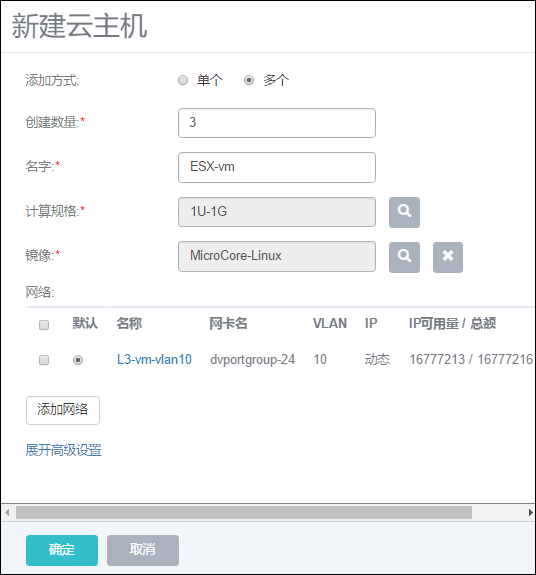 新建云主机
添加方式: 单个 多个
创建数量:* 3
名字:* ESX-vm
计算规格:* 1U-1G
镜像:* MicroCore-Linux
网络:
默认 名称 网卡名 VLAN IP IP可用量 / 总额
L3-vm-vlan10 dvportgroup-24 10 动态 16777213 / 16777216
添加网络
展开高级设置
确定 取消